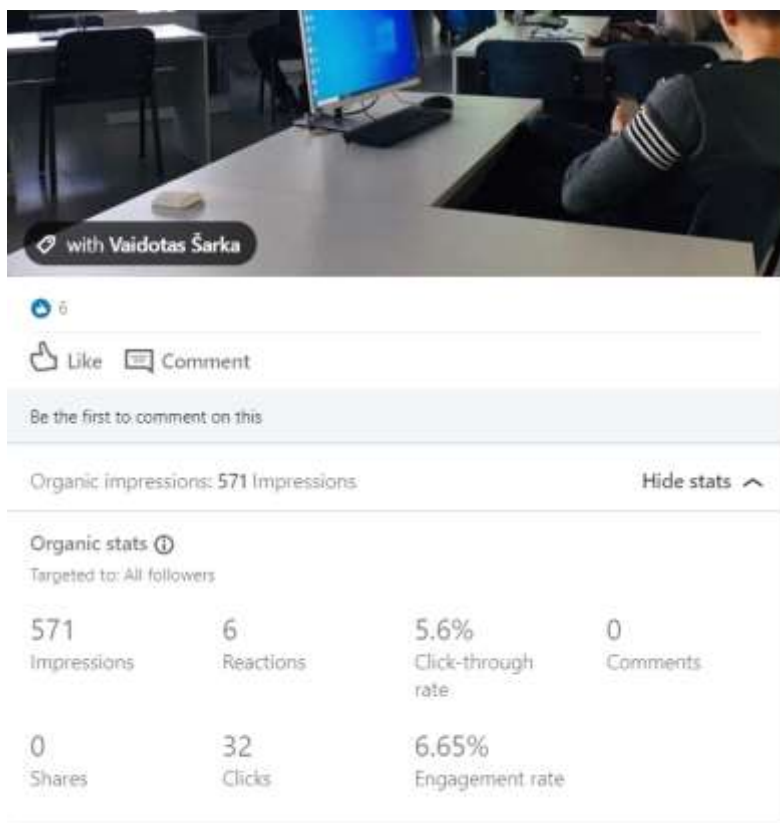 with Vaidotas Šarka
6
Like Comment
Be the first to comment on this
Organic impressions: 571 Impressions
Hide stats
Organic stats
Targeted to: All followers
571 6 5.6% 0
Impressions Reactions Click-through rate Comments
0 32 6.65%
Shares Clicks Engagement rate